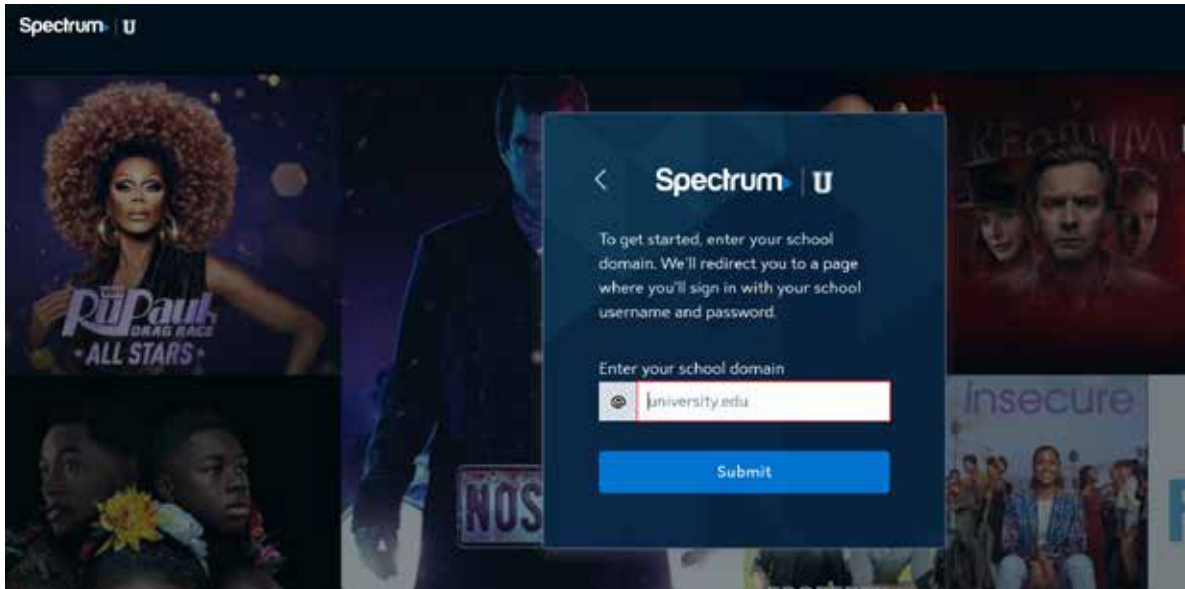 Spectrum U
RuPaul's
DRAG RACE
ALL STARS
NOS
Spectrum U
To get started, enter your school
domain. We'll redirect you to a page
where you'll sign in with your school
username and password.
Enter your school domain
@ university.edu
Submit
Insecure